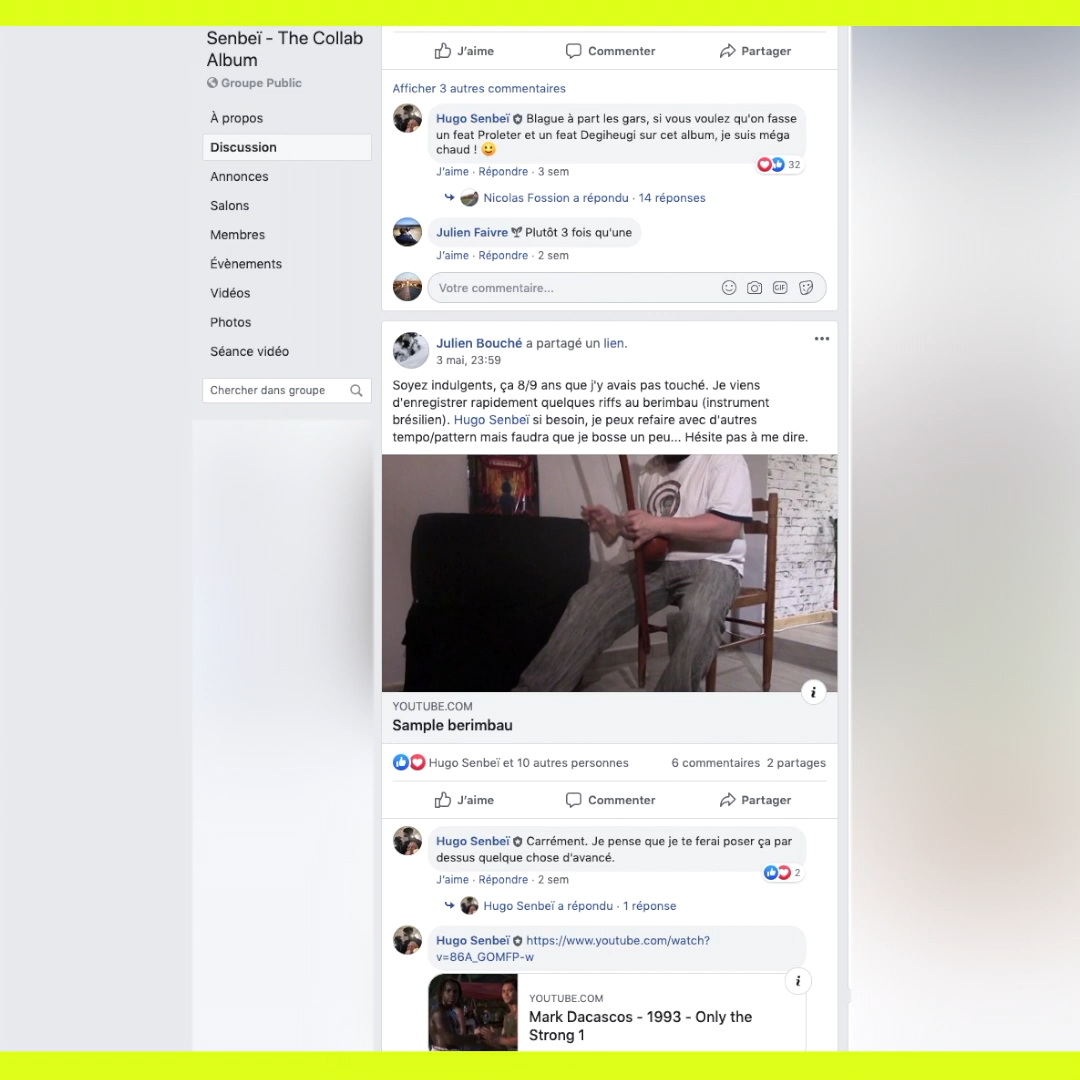 Senbeï - The Collab
Album
Groupe Public
À propos
Discussion
Annonces
Salons
Membres
Évènements
Vidéos
Photos
Séance vidéo
Chercher dans groupe
J'aime Commenter Partager
Afficher 3 autres commentaires
Hugo Senbeï Blague à part les gars, si vous voulez qu'on fasse
un feat Proleter et un feat Degiheugi sur cet album, je suis méga
chaud !
32
J'aime · Répondre · 3 sem
Nicolas Fossion a répondu · 14 réponses
Julien Faivre Plutôt 3 fois qu'une
J'aime · Répondre · 2 sem
Votre commentaire...
GIF
Julien Bouché a partagé un lien.
3 mai, 23:59
Soyez indulgents, ça 8/9 ans que j'y avais pas touché. Je viens
d'enregistrer rapidement quelques riffs au berimbau (instrument
brésilien). Hugo Senbeï si besoin, je peux refaire avec d'autres
tempo/pattern mais faudra que je bosse un peu... Hésite pas à me dire.
YOUTUBE.COM
Sample berimbau
Hugo Senbeï et 10 autres personnes 6 commentaires 2 partages
J'aime Commenter Partager
Hugo Senbeï Carrément. Je pense que je te ferai poser ça par
dessus quelque chose d'avancé.
2
J'aime · Répondre · 2 sem
Hugo Senbeï a répondu · 1 réponse
Hugo Senbeï https://www.youtube.com/watch?
v=86A_GOMFP-w
YOUTUBE.COM
Mark Dacascos - 1993 - Only the
Strong 1